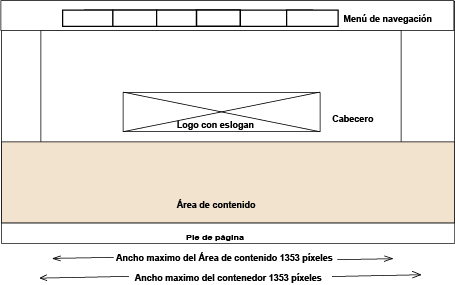 Menú de navegación
Cabecero
Logo con eslogan
Área de contenido
Pie de página
Ancho maximo del Área de contenido 1353 píxeles
Ancho maximo del contenedor 1353 píxeles